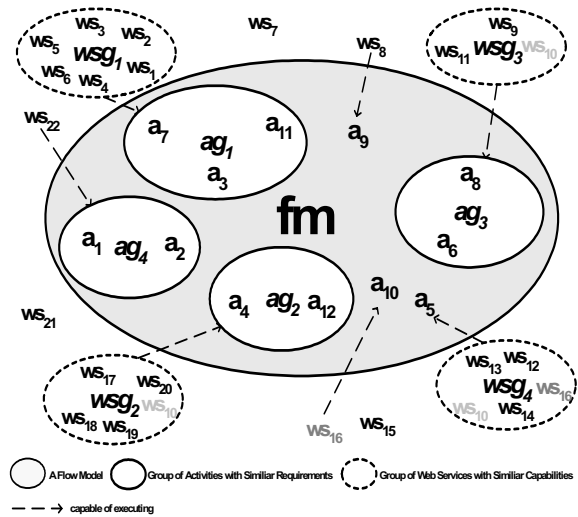 ws3 ws2 ws5 wsg1 ws6 ws4 ws1
ws7
ws8
ws9
ws11 wsg3 ws10
ws22
a7 ag1 a11
a3
a9
a8
ag3
a6
fm
a1 ag4 a2
a4 ag2 a12
a10 a5
ws21
ws17 ws20
wsg2 ws10
ws18 ws19
ws13 ws12
wsg4 ws16
ws10 ws14
ws16 ws15
A Flow Model Group of Activities with Similiar Requirements Group of Web Services with Similiar Capabilities
capable of executing